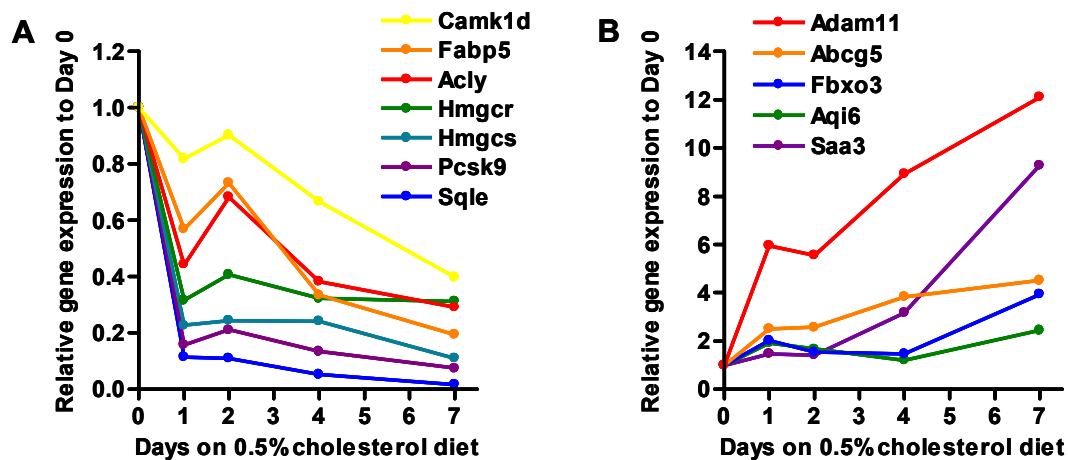 A
Relative gene expression to Day 0
1.2
1.0
0.8
0.6
0.4
0.2
0.0
0 1 2 3 4 5 6 7
Days on 0.5% cholesterol diet
Camk1d
Fabp5
Acly
Hmgcr
Hmgcs
Pcsk9
Sqle
B
Relative gene expression to Day 0
14
12
10
8
6
4
2
0
0 1 2 3 4 5 6 7
Days on 0.5% cholesterol diet
Adam11
Abcg5
Fbxo3
Aqi6
Saa3